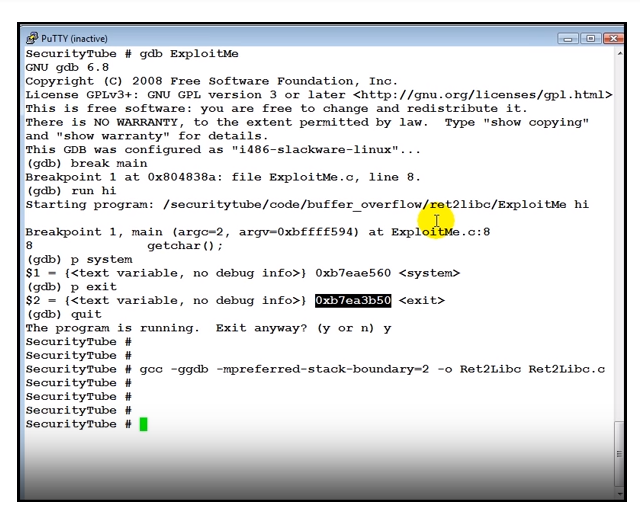 PuTTY (inactive)
SecurityTube # gdb ExploitMe
GNU gdb 6.8
Copyright (C) 2008 Free Software Foundation, Inc.
License GPLv3+: GNU GPL version 3 or later <http://gnu.org/licenses/gpl.html>
This is free software: you are free to change and redistribute it.
There is NO WARRANTY, to the extent permitted by law.  Type "show copying"
and "show warranty" for details.
This GDB was configured as "i486-slackware-linux"...
(gdb) break main
Breakpoint 1 at 0x804838a: file ExploitMe.c, line 8.
(gdb) run hi
Starting program: /securitytube/code/buffer_overflow/ret2libc/ExploitMe hi
Breakpoint 1, main (argc=2, argv=0xbffff594) at ExploitMe.c:8
8               getchar();
(gdb) p system
$1 = {<text variable, no debug info>} 0xb7eae560 <system>
(gdb) p exit
$2 = {<text variable, no debug info>} 0xb7ea3b50 <exit>
(gdb) quit
The program is running.  Exit anyway? (y or n) y
SecurityTube #
SecurityTube #
SecurityTube # gcc -ggdb -mpreferred-stack-boundary=2 -o Ret2Libc Ret2Libc.c
SecurityTube #
SecurityTube #
SecurityTube #
SecurityTube #